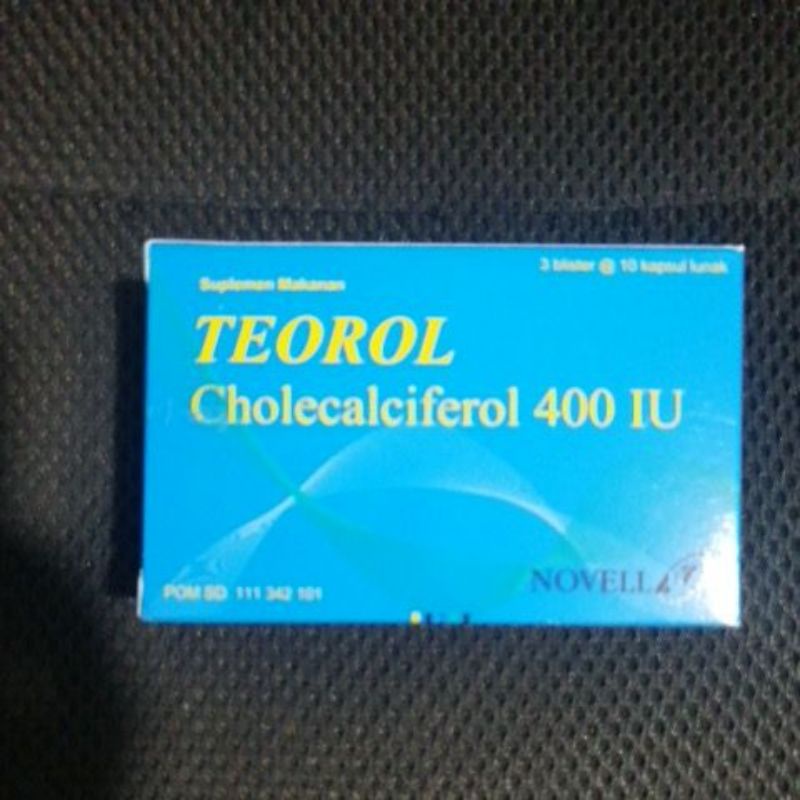 3 blister @ 10 kapsul lunak
Suplemen Makanan
TEOROL
Cholecalciferol 400 IU
NOVELL
POM SD 111 342 101